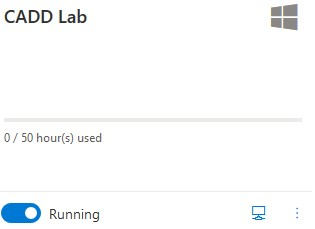 CADD Lab
0 / 50 hour(s) used
Running